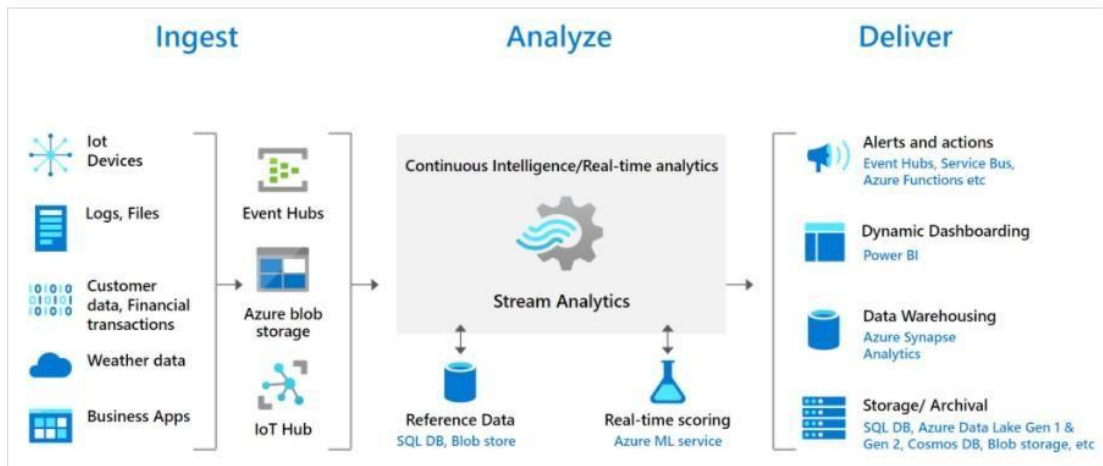 Ingest
Analyze
Deliver
Iot
Devices
Logs, Files
Customer
data, Financial
transactions
Weather data
Business Apps
Event Hubs
Azure blob
storage
IoT Hub
Continuous Intelligence/Real-time analytics
Stream Analytics
Reference Data
SQL DB, Blob store
Real-time scoring
Azure ML service
Alerts and actions
Event Hubs, Service Bus,
Azure Functions etc
Dynamic Dashboarding
Power BI
Data Warehousing
Azure Synapse
Analytics
Storage/ Archival
SQL DB, Azure Data Lake Gen 1 &
Gen 2, Cosmos DB, Blob storage, etc